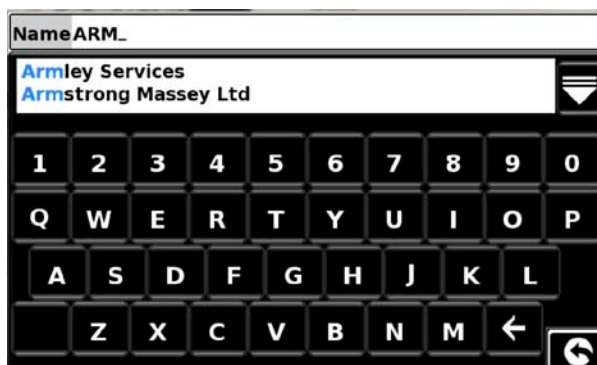 Name ARM_
Armley Services
Armstrong Massey Ltd
1 2 3 4 5 6 7 8 9 0
Q W E R T Y U I O P
A S D F G H J K L
Z X C V B N M ←